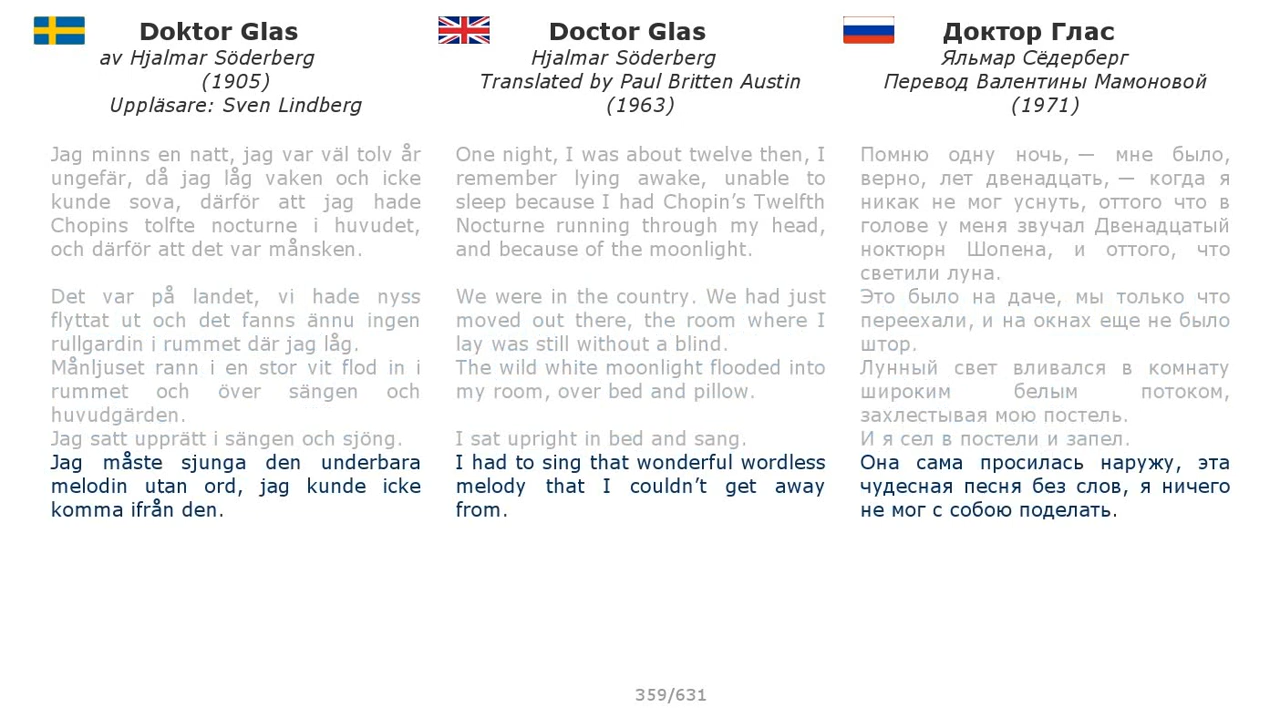 Doktor Glas
av Hjalmar Söderberg
(1905)
Uppläsare: Sven Lindberg
Jag minns en natt, jag var väl tolv år
ungefär, då jag låg vaken och icke
kunde sova, därför att jag hade
Chopins tolfte nocturne i huvudet,
och därför att det var månsken.
Det var på landet, vi hade nyss
flyttat ut och det fanns ännu ingen
rullgardin i rummet där jag låg.
Månljuset rann i en stor vit flod in i
rummet och över sängen och
huvudgärden.
Jag satt upprätt i sängen och sjöng.
Jag måste sjunga den underbara
melodin utan ord, jag kunde icke
komma ifrån den.
Doctor Glas
Hjalmar Söderberg
Translated by Paul Britten Austin
(1963)
One night, I was about twelve then, I
remember lying awake, unable to
sleep because I had Chopin’s Twelfth
Nocturne running through my head,
and because of the moonlight.
We were in the country. We had just
moved out there, the room where I
lay was still without a blind.
The wild white moonlight flooded into
my room, over bed and pillow.
I sat upright in bed and sang.
I had to sing that wonderful wordless
melody that I couldn’t get away
from.
Доктор Глас
Яльмар Сёдерберг
Перевод Валентины Мамоновой
(1971)
Помню одну ночь, — мне было,
верно, лет двенадцать, — когда я
никак не мог уснуть, оттого что в
голове у меня звучал Двенадцатый
ноктюрн Шопена, и оттого, что
светили луна.
Это было на даче, мы только что
переехали, и на окнах еще не было
штор.
Лунный свет вливался в комнату
широким белым потоком,
захлестывая мою постель.
И я сел в постели и запел.
Она сама просилась наружу, эта
чудесная песня без слов, я ничего
не мог с собою поделать.
359/631